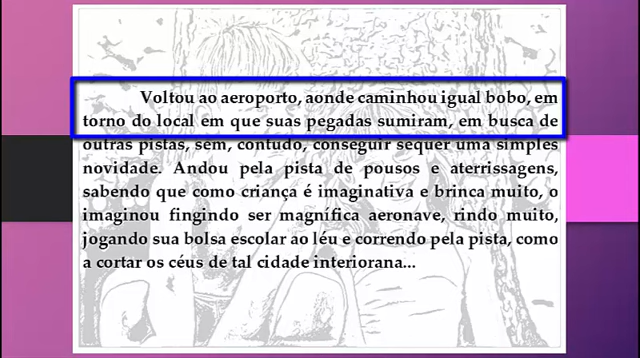 Voltou ao aeroporto, aonde caminhou igual bobo, em
torno do local em que suas pegadas sumiram, em busca de
outras pistas, sem, contudo, conseguir sequer uma simples
novidade. Andou pela pista de pousos e aterrissagens,
sabendo que como criança é imaginativa e brinca muito, o
imaginou fingindo ser magnífica aeronave, rindo muito,
jogando sua bolsa escolar ao léu e correndo pela pista, como
a cortar os céus de tal cidade interiorana...